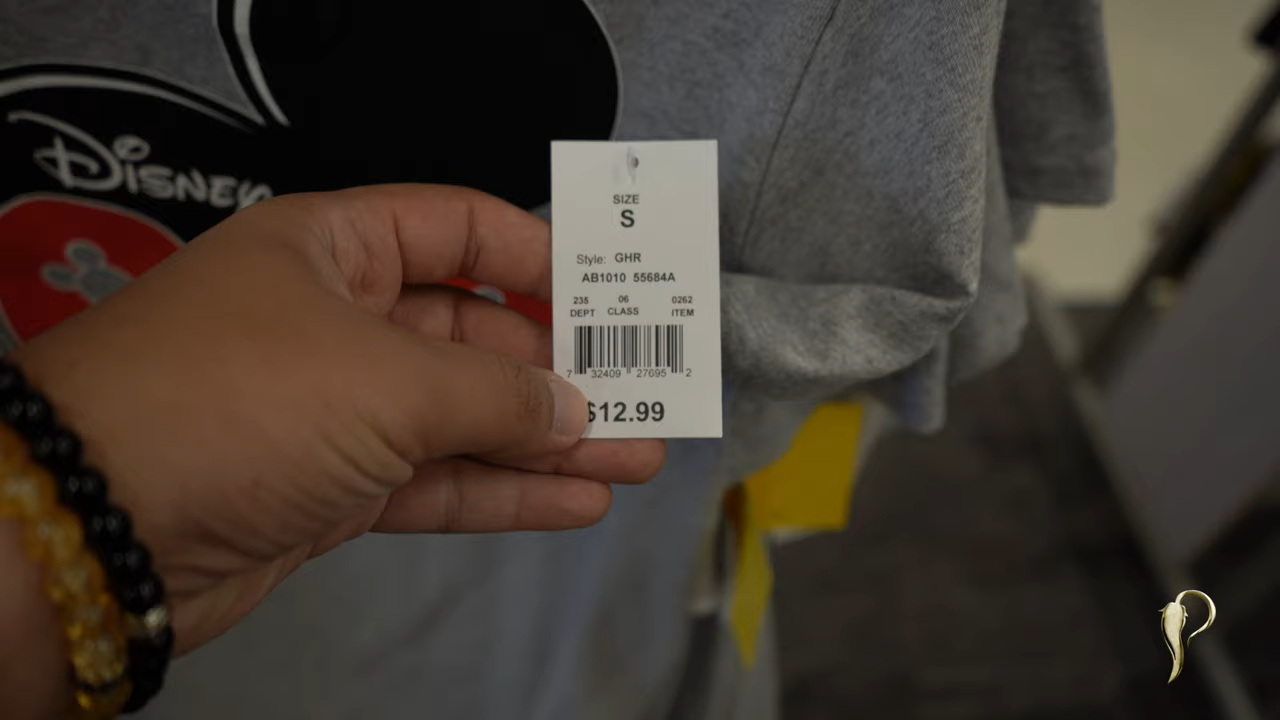 Disney
SIZE
S
Style: GHR
AB1010 55684A
235 06 0262
DEPT CLASS ITEM
7 32409 27695 2
$12.99